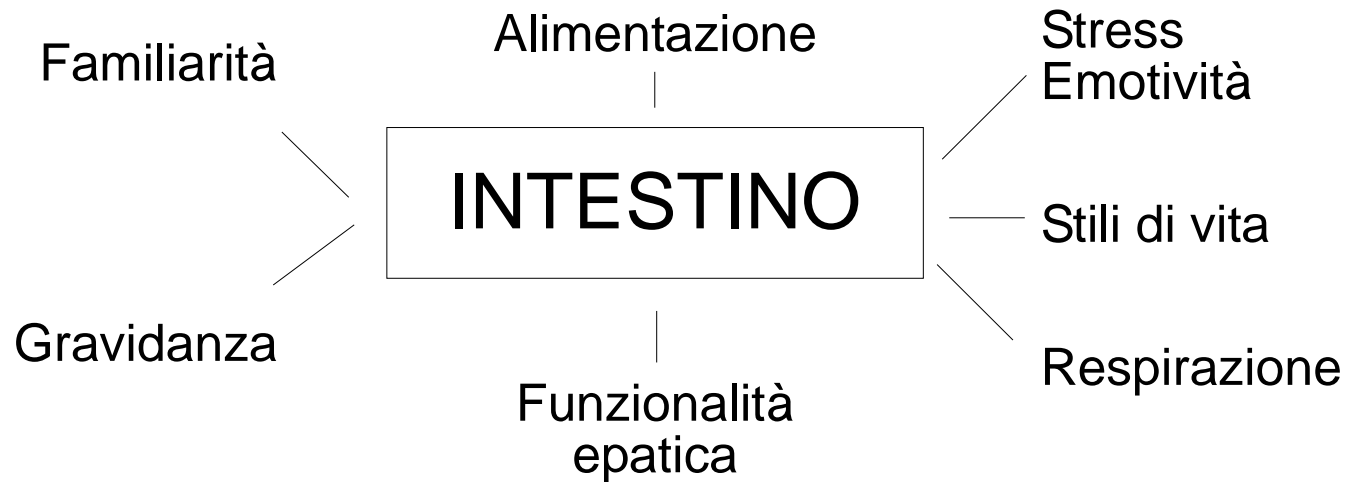 Familiarità
Alimentazione
Stress
Emotività
INTESTINO
Stili di vita
Gravidanza
Respirazione
Funzionalità
epatica